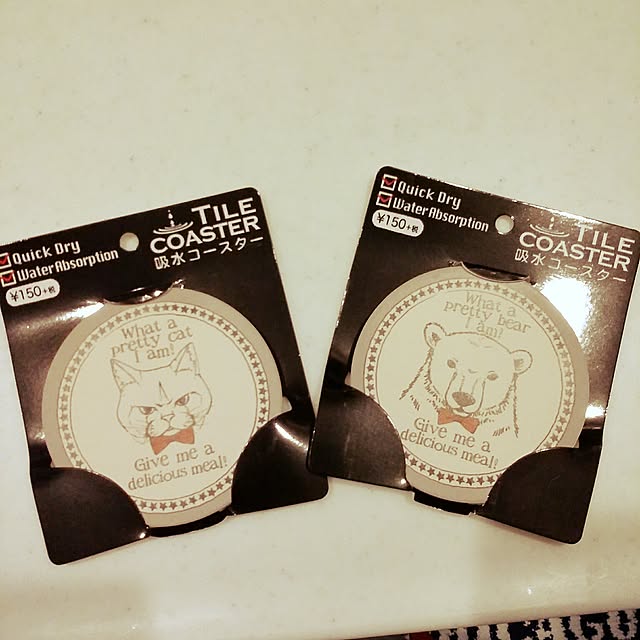 TILE
COASTER
吸水コースター
Quick Dry
Water Absorption
¥150+税
What a
pretty cat
I am!
Give me a
delicious meal!
TILE
COASTER
吸水コースター
Quick Dry
Water Absorption
¥150+税
What a
pretty bear
I am!
Give me a
delicious meal!